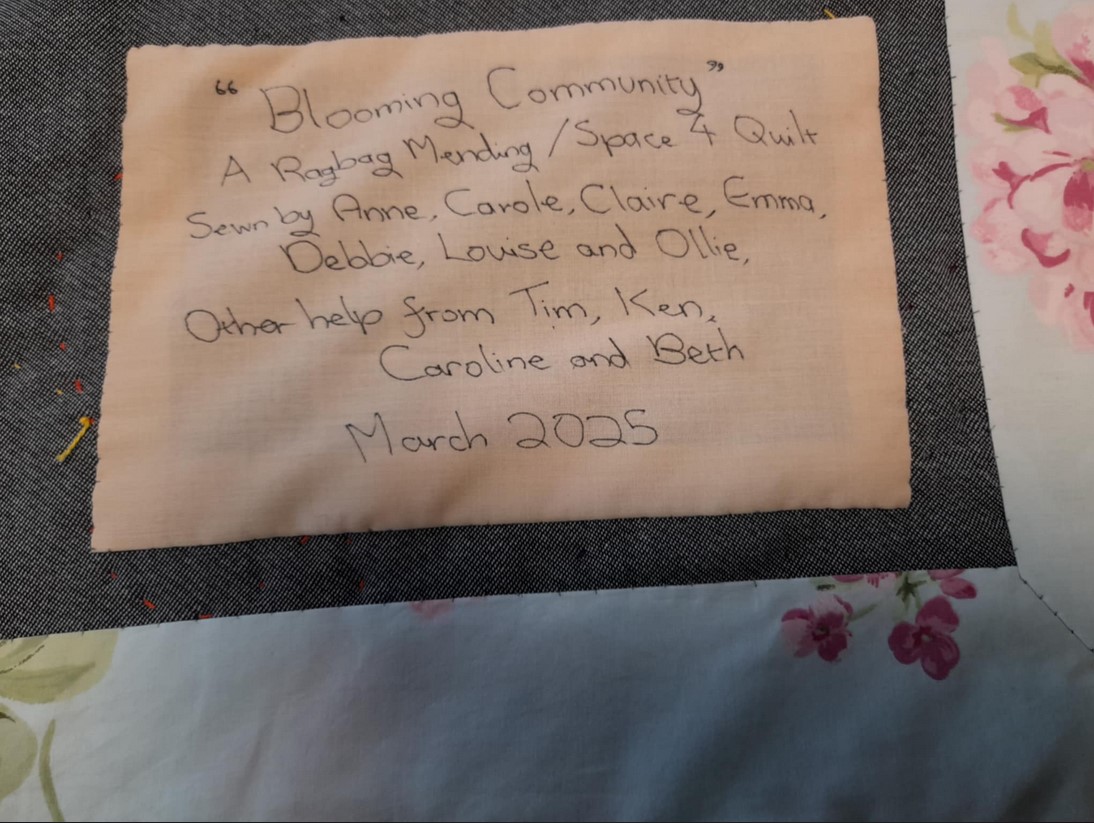 “Blooming Community”
A Ragbag Mending / Space 4 Quilt
Sewn by Anne, Carole, Claire, Emma,
Debbie, Louise and Ollie,
Other help from Tim, Ken,
Caroline and Beth
March 2025